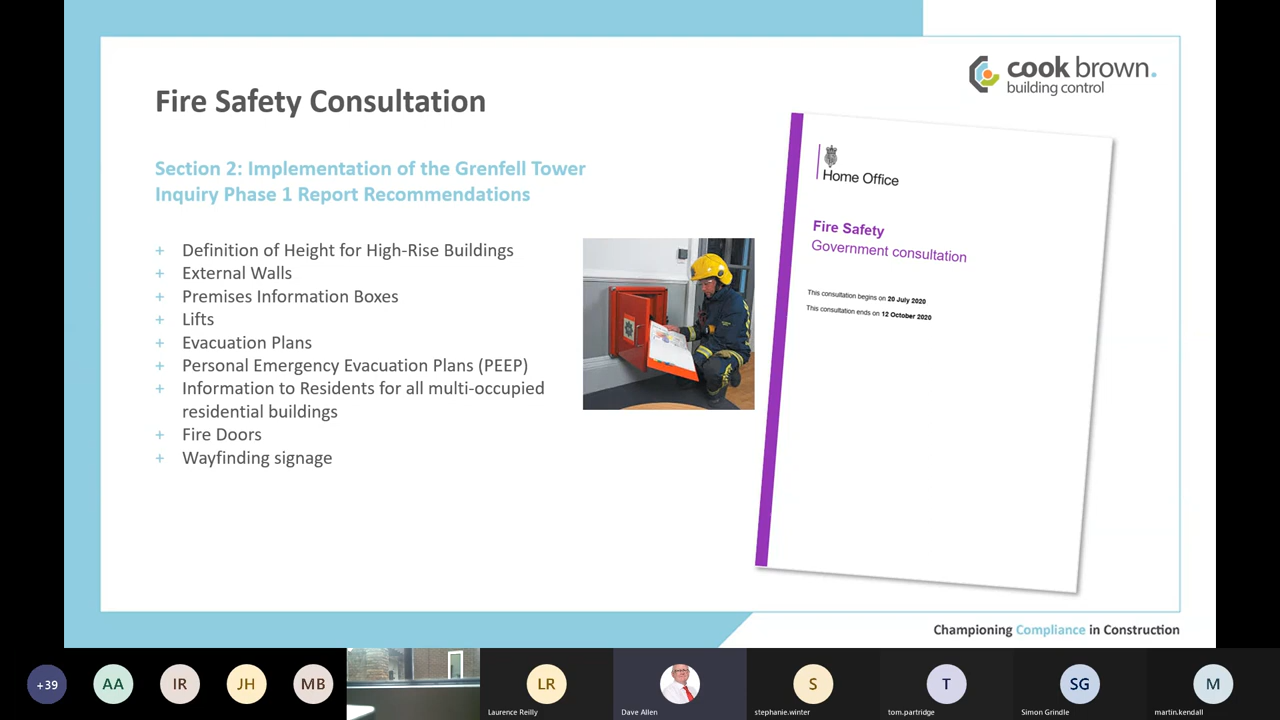 cook brown.
building control
Fire Safety Consultation
Section 2: Implementation of the Grenfell Tower
Inquiry Phase 1 Report Recommendations
+ Definition of Height for High-Rise Buildings
+ External Walls
+ Premises Information Boxes
+ Lifts
+ Evacuation Plans
+ Personal Emergency Evacuation Plans (PEEP)
+ Information to Residents for all multi-occupied
residential buildings
+ Fire Doors
+ Wayfinding signage
Home Office
Fire Safety
Government consultation
This consultation begins on 20 July 2020
This consultation ends on 12 October 2020
Championing Compliance in Construction
+39
AA
IR
JH
MB
LR
Laurence Reilly
Dave Allen
S
stephanie.winter
T
tom.partridge
SG
Simon Grindle
M
martin.kendall